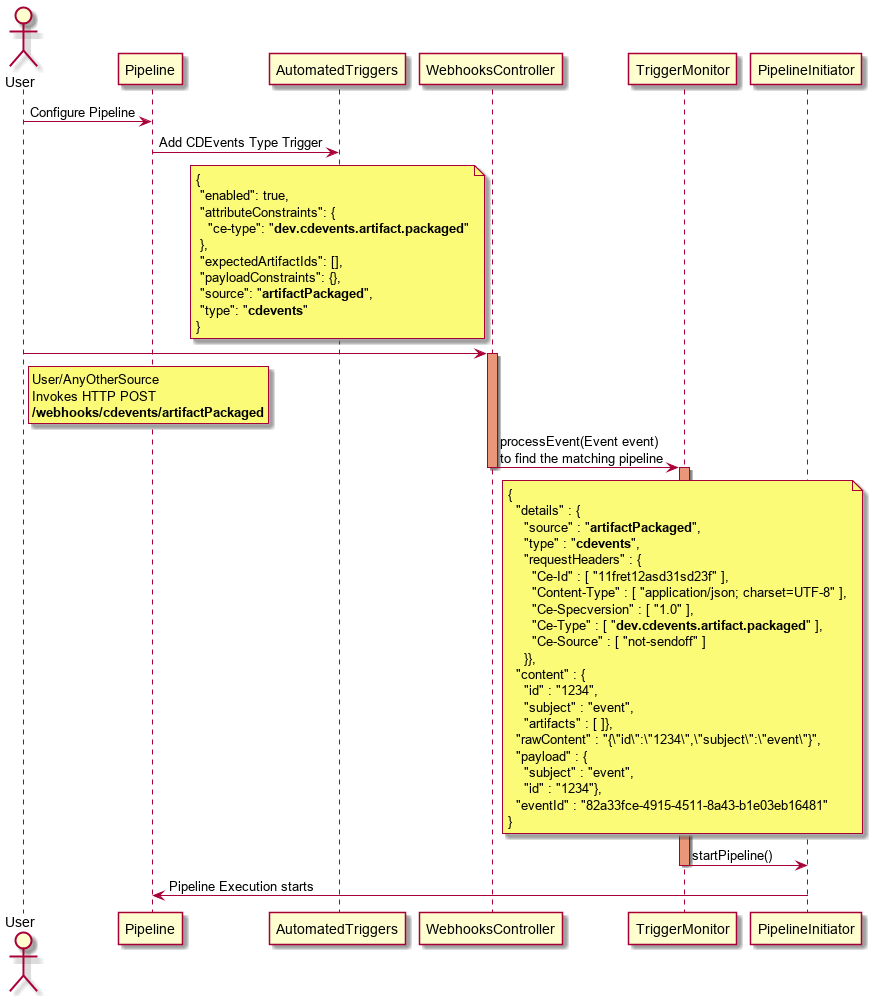 User
Pipeline
AutomatedTriggers
WebhooksController
TriggerMonitor
PipelineInitiator
Configure Pipeline
Add CDEvents Type Trigger
{
"enabled": true,
"attributeConstraints": {
"ce-type": "dev.cdevents.artifact.packaged"
},
"expectedArtifactIds": [],
"payloadConstraints": {},
"source": "artifactPackaged",
"type": "cdevents"
}
User/AnyOtherSource
Invokes HTTP POST
/webhooks/cdevents/artifactPackaged
processEvent(Event event)
to find the matching pipeline
{
"details" : {
"source" : "artifactPackaged",
"type" : "cdevents",
"requestHeaders" : {
"Ce-Id" : [ "11fret12asd31sd23f" ],
"Content-Type" : [ "application/json; charset=UTF-8" ],
"Ce-Specversion" : [ "1.0" ],
"Ce-Type" : [ "dev.cdevents.artifact.packaged" ],
"Ce-Source" : [ "not-sendoff" ]
}},
"content" : {
"id" : "1234",
"subject" : "event",
"artifacts" : [ ]},
"rawContent" : "{\"id\":\"1234\",\"subject\":\"event\"}",
"payload" : {
"subject" : "event",
"id" : "1234"},
"eventId" : "82a33fce-4915-4511-8a43-b1e03eb16481"
}
startPipeline()
Pipeline Execution starts
User
Pipeline
AutomatedTriggers
WebhooksController
TriggerMonitor
PipelineInitiator